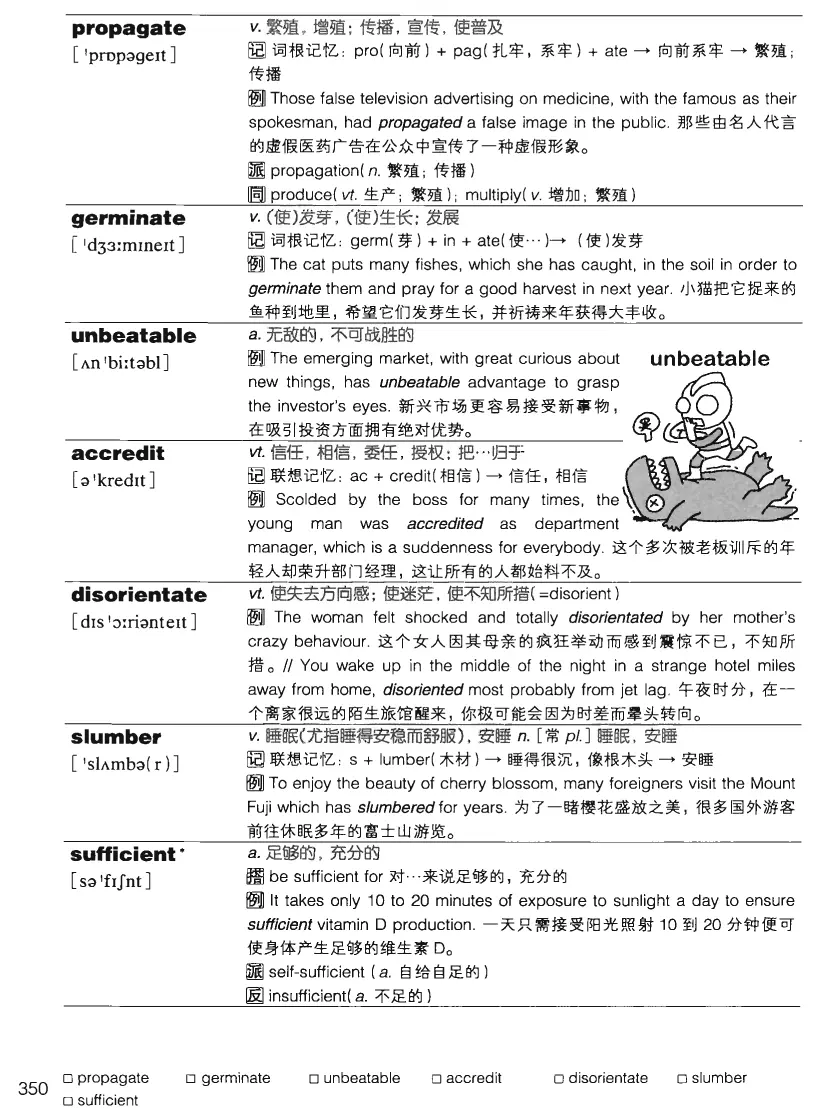 propagate v. 繁殖, 增殖; 传播, 宣传, 使普及
[ ˈprɒpəgeɪt ] 记 词根记忆: pro(向前) + pag(扎牢, 系牢) + ate → 向前系牢 → 繁殖;
传播
例 Those false television advertising on medicine, with the famous as their
spokesman, had propagated a false image in the public. 那些由名人代言
的虚假医药广告在公众中宣传了一种虚假形象。
派 propagation( n. 繁殖; 传播)
同 produce( vt. 生产; 繁殖); multiply( v. 增加; 繁殖)
germinate v. (使)发芽, (使)生长; 发展
[ ˈdʒɜːmɪneɪt ] 记 词根记忆: germ(芽) + in + ate(使…)→ (使)发芽
例 The cat puts many fishes, which she has caught, in the soil in order to
germinate them and pray for a good harvest in next year. 小猫把它捉来的
鱼种到地里, 希望它们发芽生长, 并祈祷来年获得大丰收。
unbeatable a. 无敌的, 不可战胜的
[ ʌnˈbiːtəbl ] 例 The emerging market, with great curious about
new things, has unbeatable advantage to grasp
the investor's eyes. 新兴市场更容易接受新事物,
在吸引投资方面拥有绝对优势。
unbeatable
accredit vt. 信任, 相信, 委任, 授权; 把…归于
[ əˈkredɪt ] 记 联想记忆: ac + credit(相信) → 信任, 相信
例 Scolded by the boss for many times, the
young man was accredited as department
manager, which is a suddenness for everybody. 这个多次被老板训斥的年
轻人却荣升部门经理, 这让所有的人都始料不及。
disorientate vt. 使失去方向感; 使迷茫, 使不知所措( =disorient )
[ dɪsˈɔːriənteɪt ] 例 The woman felt shocked and totally disorientated by her mother's
crazy behaviour. 这个女人因其母亲的疯狂举动而感到震惊不已, 不知所
措。// You wake up in the middle of the night in a strange hotel miles
away from home, disoriented most probably from jet lag. 午夜时分, 在一
个离家很远的陌生旅馆醒来, 你极可能会因为时差而晕头转向。
slumber v. 睡眠(尤指睡得安稳而舒服), 安睡 n. [常 pl.] 睡眠, 安睡
[ ˈslʌmbə(r) ] 记 联想记忆: s + lumber(木材) → 睡得很沉, 像根木头 → 安睡
例 To enjoy the beauty of cherry blossom, many foreigners visit the Mount
Fuji which has slumbered for years. 为了一睹樱花盛放之美, 很多国外游客
前往休眠多年的富士山游览。
sufficient* a. 足够的, 充分的
[ səˈfɪʃnt ] 搭 be sufficient for 对…来说足够的, 充分的
例 It takes only 10 to 20 minutes of exposure to sunlight a day to ensure
sufficient vitamin D production. 一天只需接受阳光照射 10 到 20 分钟便可
使身体产生足够的维生素 D。
派 self-sufficient ( a. 自给自足的)
反 insufficient( a. 不足的)
350 □ propagate □ germinate □ unbeatable □ accredit □ disorientate □ slumber
□ sufficient